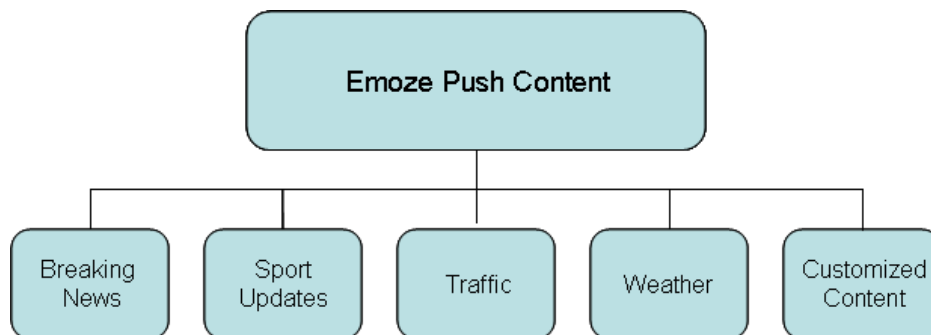 Emoze Push Content
Breaking
News
Sport
Updates
Traffic
Weather
Customized
Content